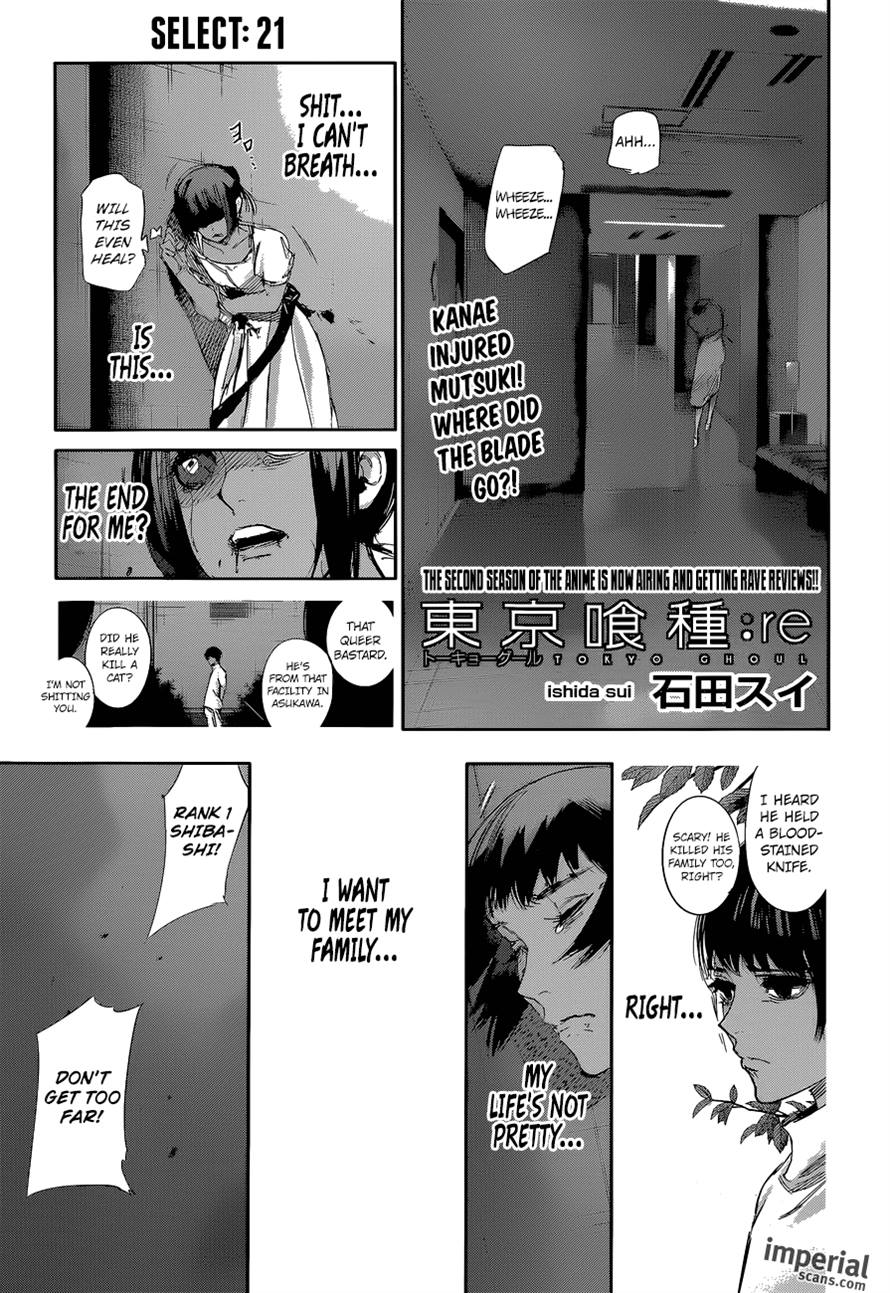 SELECT: 21
AHH...
WHEEZE...
WHEEZE...
KANAE
INJURED
MUTSUKI!
WHERE DID
THE BLADE
GO?!
THE SECOND SEASON OF THE ANIME IS NOW AIRING AND GETTING RAVE REVIEWS!!
東京喰種:re
トーキョーグール TOKYO GHOUL
ishida sui 石田スイ
SHIT...
I CAN'T
BREATH...
ヨロ..
WILL
THIS
EVEN
HEAL?
IS
THIS...
THE END
FOR ME?
THAT
QUEER
BASTARD.
HE'S
FROM THAT
FACILITY IN
ASUKAWA.
DID HE
REALLY
KILL A
CAT?
I'M NOT
SHITTING
YOU.
I HEARD
HE HELD
A BLOOD-
STAINED
KNIFE.
SCARY! HE
KILLED HIS
FAMILY TOO,
RIGHT?
RIGHT...
MY
LIFE'S NOT
PRETTY...
I WANT
TO MEET MY
FAMILY...
RANK 1
SHIBA-
SHI!
DON'T
GET TOO
FAR!
imperial
scans.com